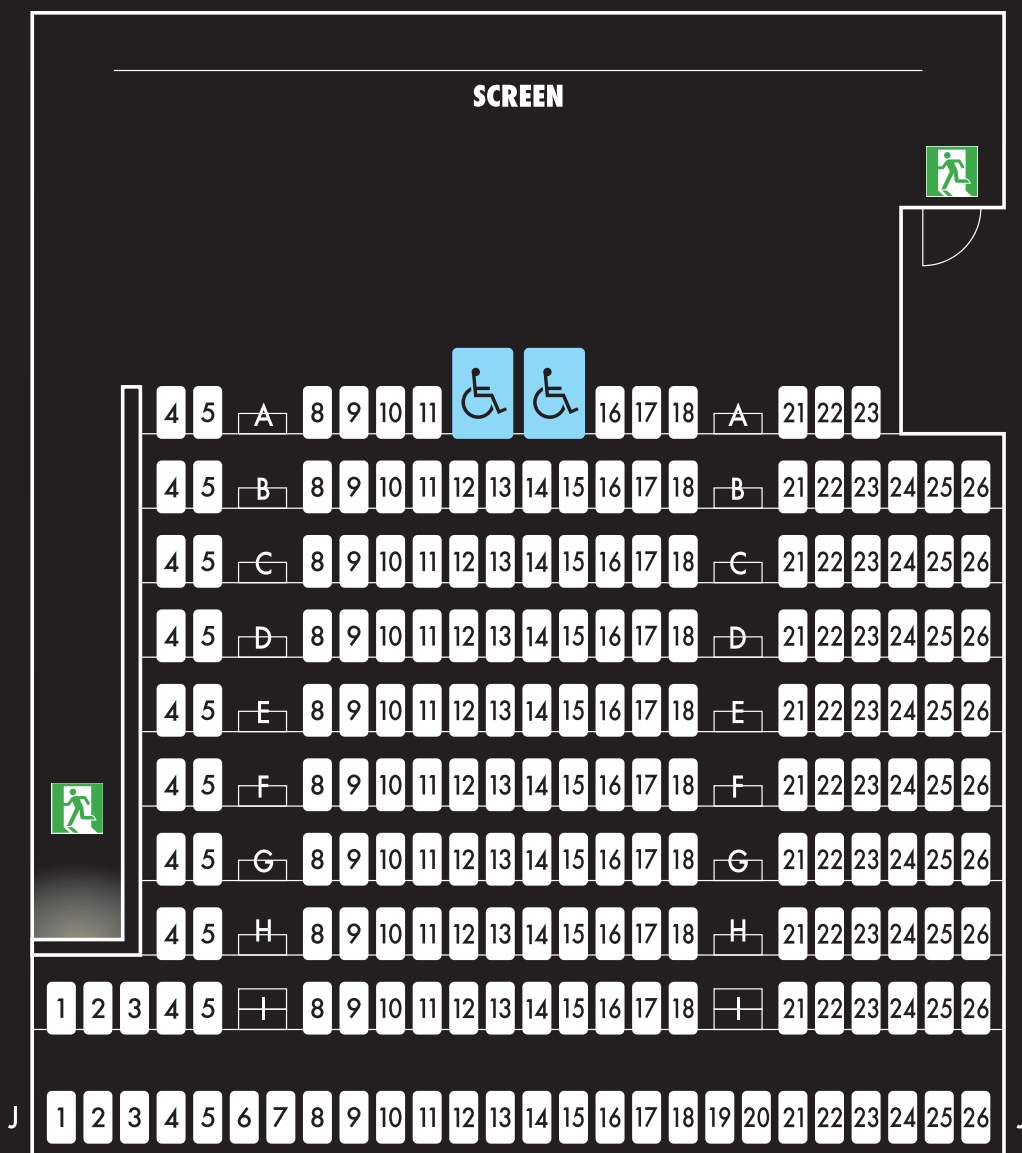 SCREEN
4 5 A 8 9 10 11 16 17 18 A 21 22 23
4 5 B 8 9 10 11 12 13 14 15 16 17 18 B 21 22 23 24 25 26
4 5 C 8 9 10 11 12 13 14 15 16 17 18 C 21 22 23 24 25 26
4 5 D 8 9 10 11 12 13 14 15 16 17 18 D 21 22 23 24 25 26
4 5 E 8 9 10 11 12 13 14 15 16 17 18 E 21 22 23 24 25 26
4 5 F 8 9 10 11 12 13 14 15 16 17 18 F 21 22 23 24 25 26
4 5 G 8 9 10 11 12 13 14 15 16 17 18 G 21 22 23 24 25 26
4 5 H 8 9 10 11 12 13 14 15 16 17 18 H 21 22 23 24 25 26
1 2 3 4 5 I 8 9 10 11 12 13 14 15 16 17 18 I 21 22 23 24 25 26
J 1 2 3 4 5 6 7 8 9 10 11 12 13 14 15 16 17 18 19 20 21 22 23 24 25 26